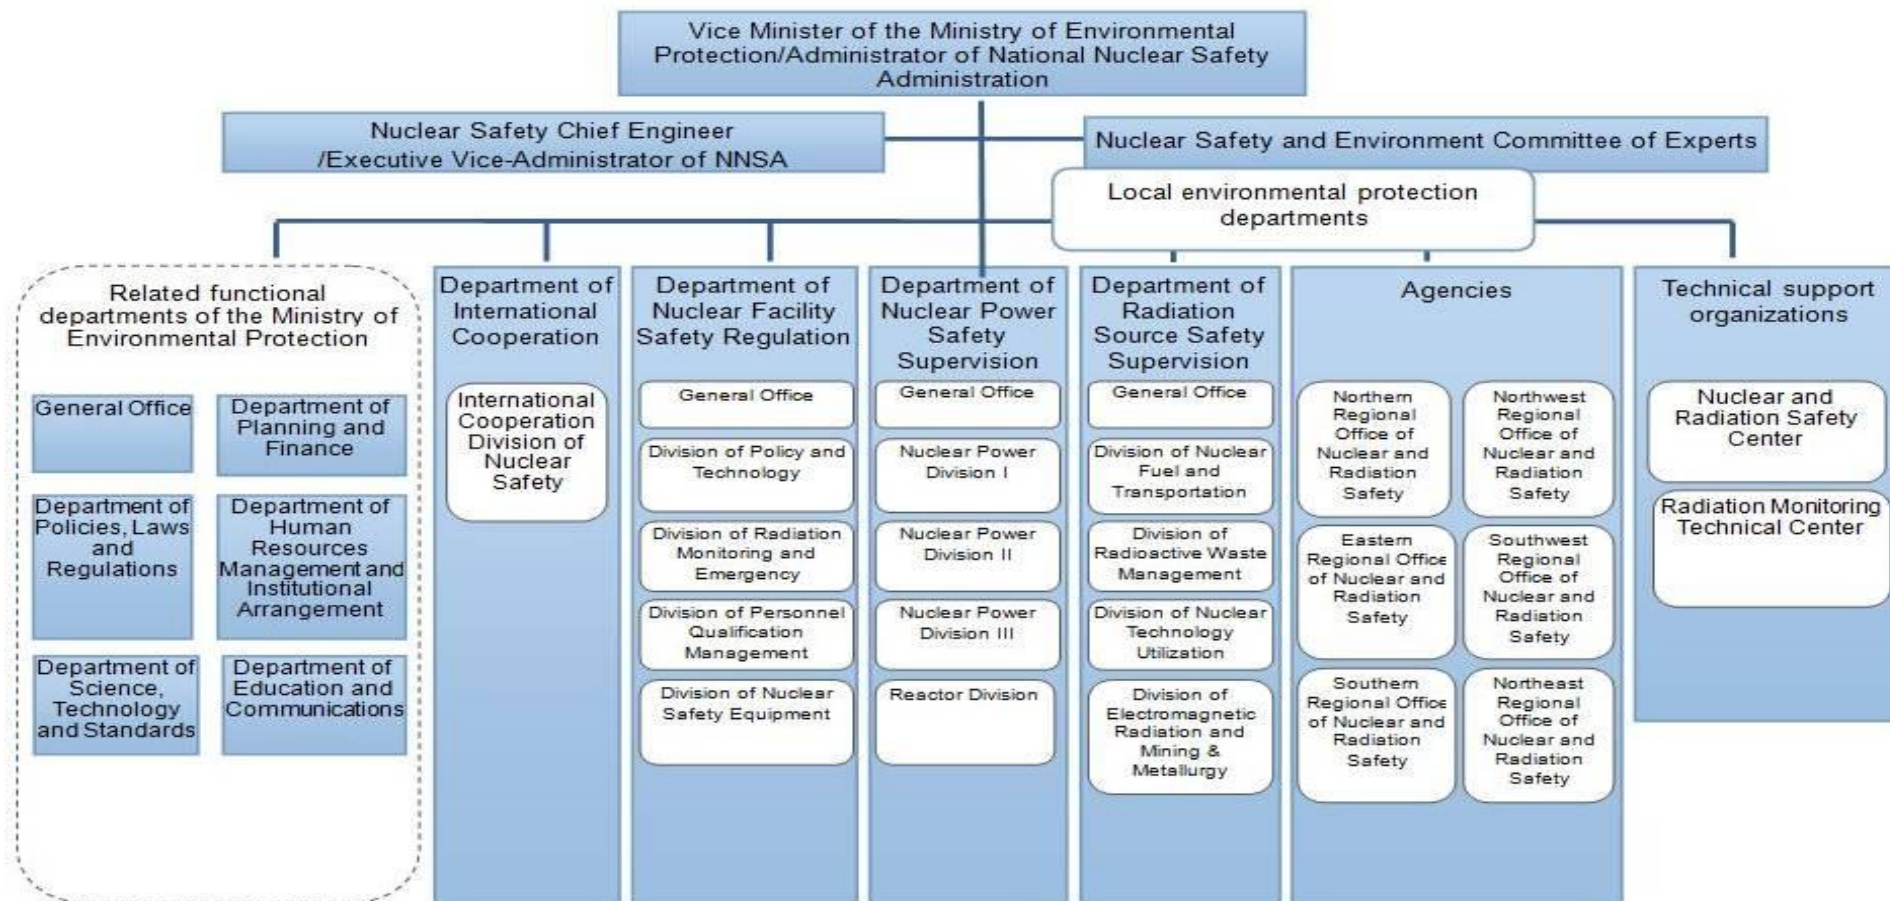 Vice Minister of the Ministry of Environmental
Protection/Administrator of National Nuclear Safety
Administration
Nuclear Safety Chief Engineer
/Executive Vice-Administrator of NNSA
Nuclear Safety and Environment Committee of Experts
Local environmental protection
departments
Related functional
departments of the Ministry of
Environmental Protection
General Office
Department of
Planning and
Finance
Department of
Policies, Laws
and
Regulations
Department of
Human
Resources
Management and
Institutional
Arrangement
Department of
Science,
Technology
and Standards
Department of
Education and
Communications
Department of
International
Cooperation
International
Cooperation
Division of
Nuclear
Safety
Department of
Nuclear Facility
Safety Regulation
General Office
Division of Policy and
Technology
Division of Radiation
Monitoring and
Emergency
Division of Personnel
Qualification
Management
Division of Nuclear
Safety Equipment
Department of
Nuclear Power
Safety
Supervision
General Office
Nuclear Power
Division I
Nuclear Power
Division II
Nuclear Power
Division III
Reactor Division
Department of
Radiation
Source Safety
Supervision
General Office
Division of Nuclear
Fuel and
Transportation
Division of
Radioactive Waste
Management
Division of Nuclear
Technology
Utilization
Division of
Electromagnetic
Radiation and
Mining &
Metallurgy
Agencies
Northern
Regional
Office of
Nuclear and
Radiation
Safety
Northwest
Regional
Office of
Nuclear and
Radiation
Safety
Eastern
Regional Office
of Nuclear and
Radiation
Safety
Southwest
Regional
Office of
Nuclear and
Radiation
Safety
Southern
Regional Office
of Nuclear and
Radiation
Safety
Northeast
Regional
Office of
Nuclear and
Radiation
Safety
Technical support
organizations
Nuclear and
Radiation Safety
Center
Radiation Monitoring
Technical Center